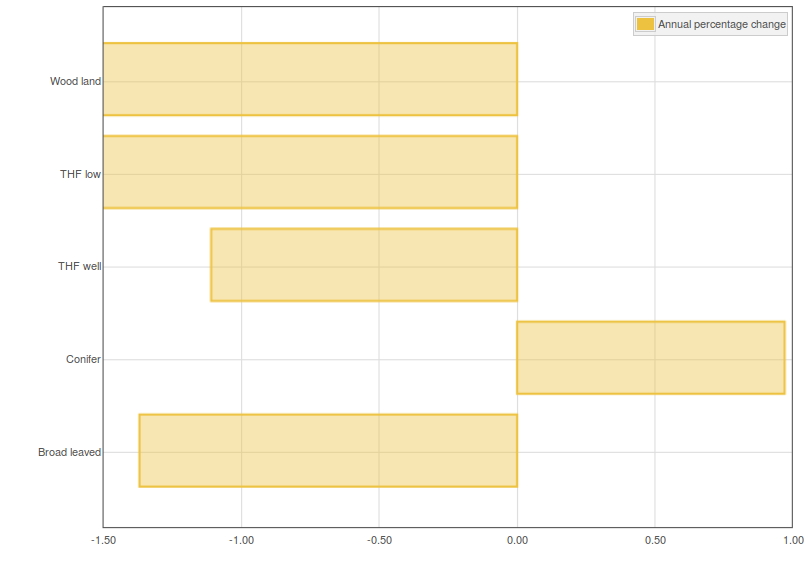 Annual percentage change
Wood land
THF low
THF well
Conifer
Broad leaved
-1.50 -1.00 -0.50 0.00 0.50 1.00